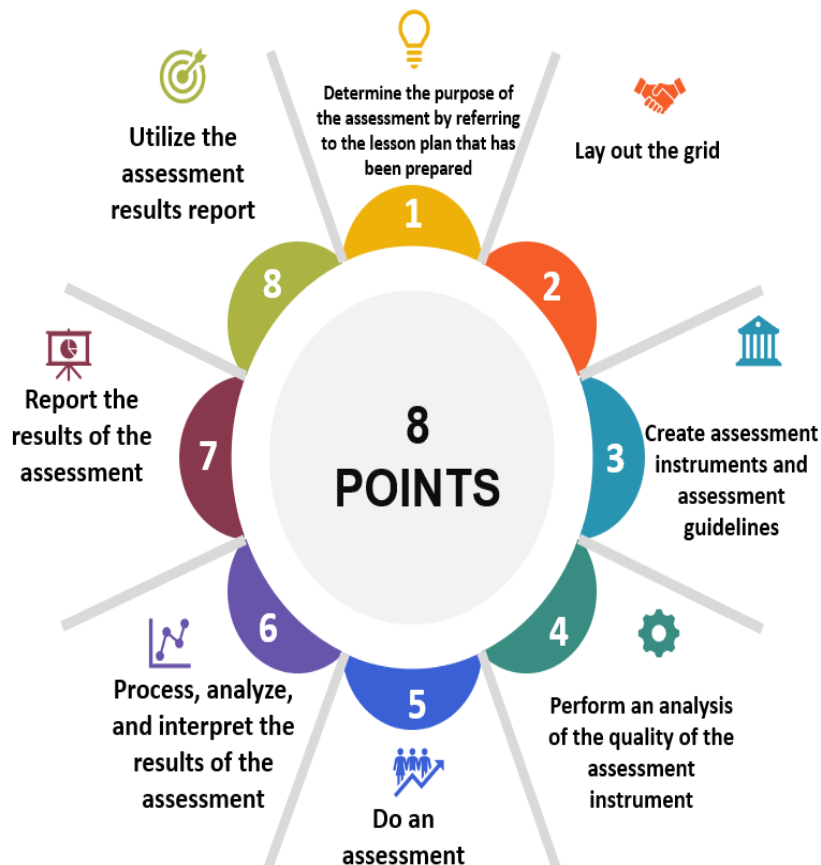 1
Determine the purpose of
the assessment by referring
to the lesson plan that has
been prepared
2
Lay out the grid
3
Create assessment
instruments and
assessment
guidelines
4
Perform an analysis
of the quality of the
assessment
instrument
5
Do an
assessment
6
Process, analyze,
and interpret the
results of the
assessment
7
Report the
results of the
assessment
8
Utilize the
assessment
results report
8
POINTS